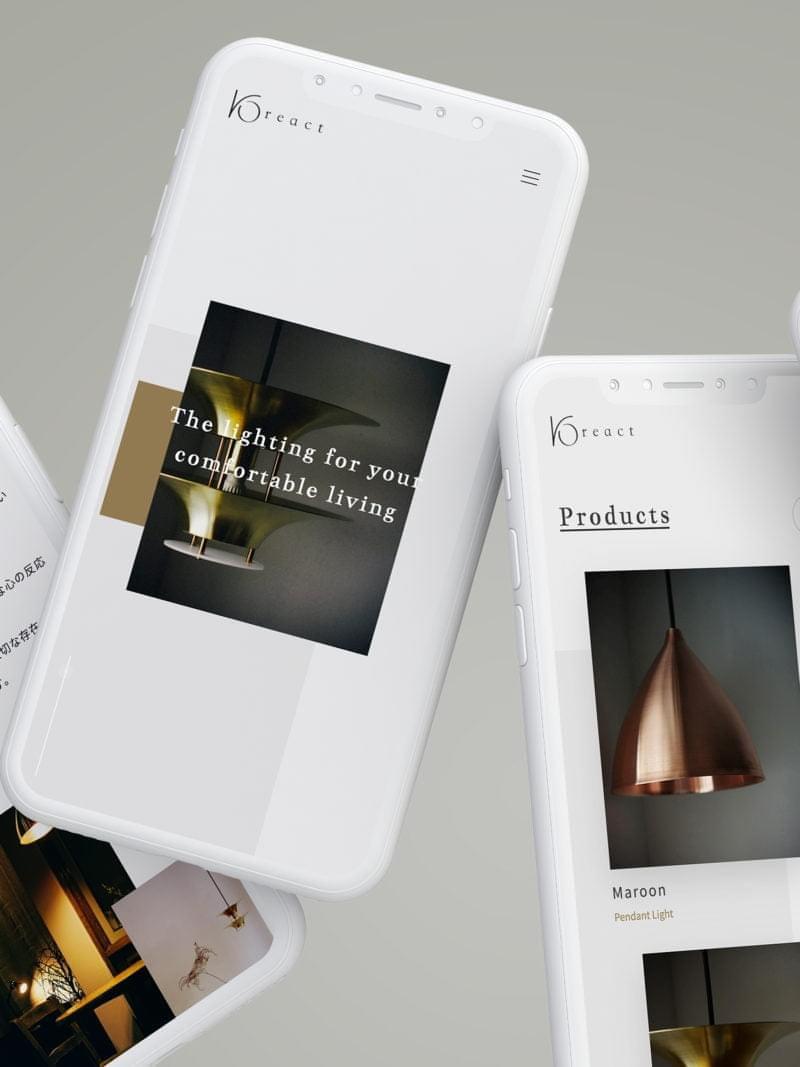 react
The lighting for your
comfortable living
react
Products
Maroon
Pendant Light
い
な心の反応
切な存在
す。